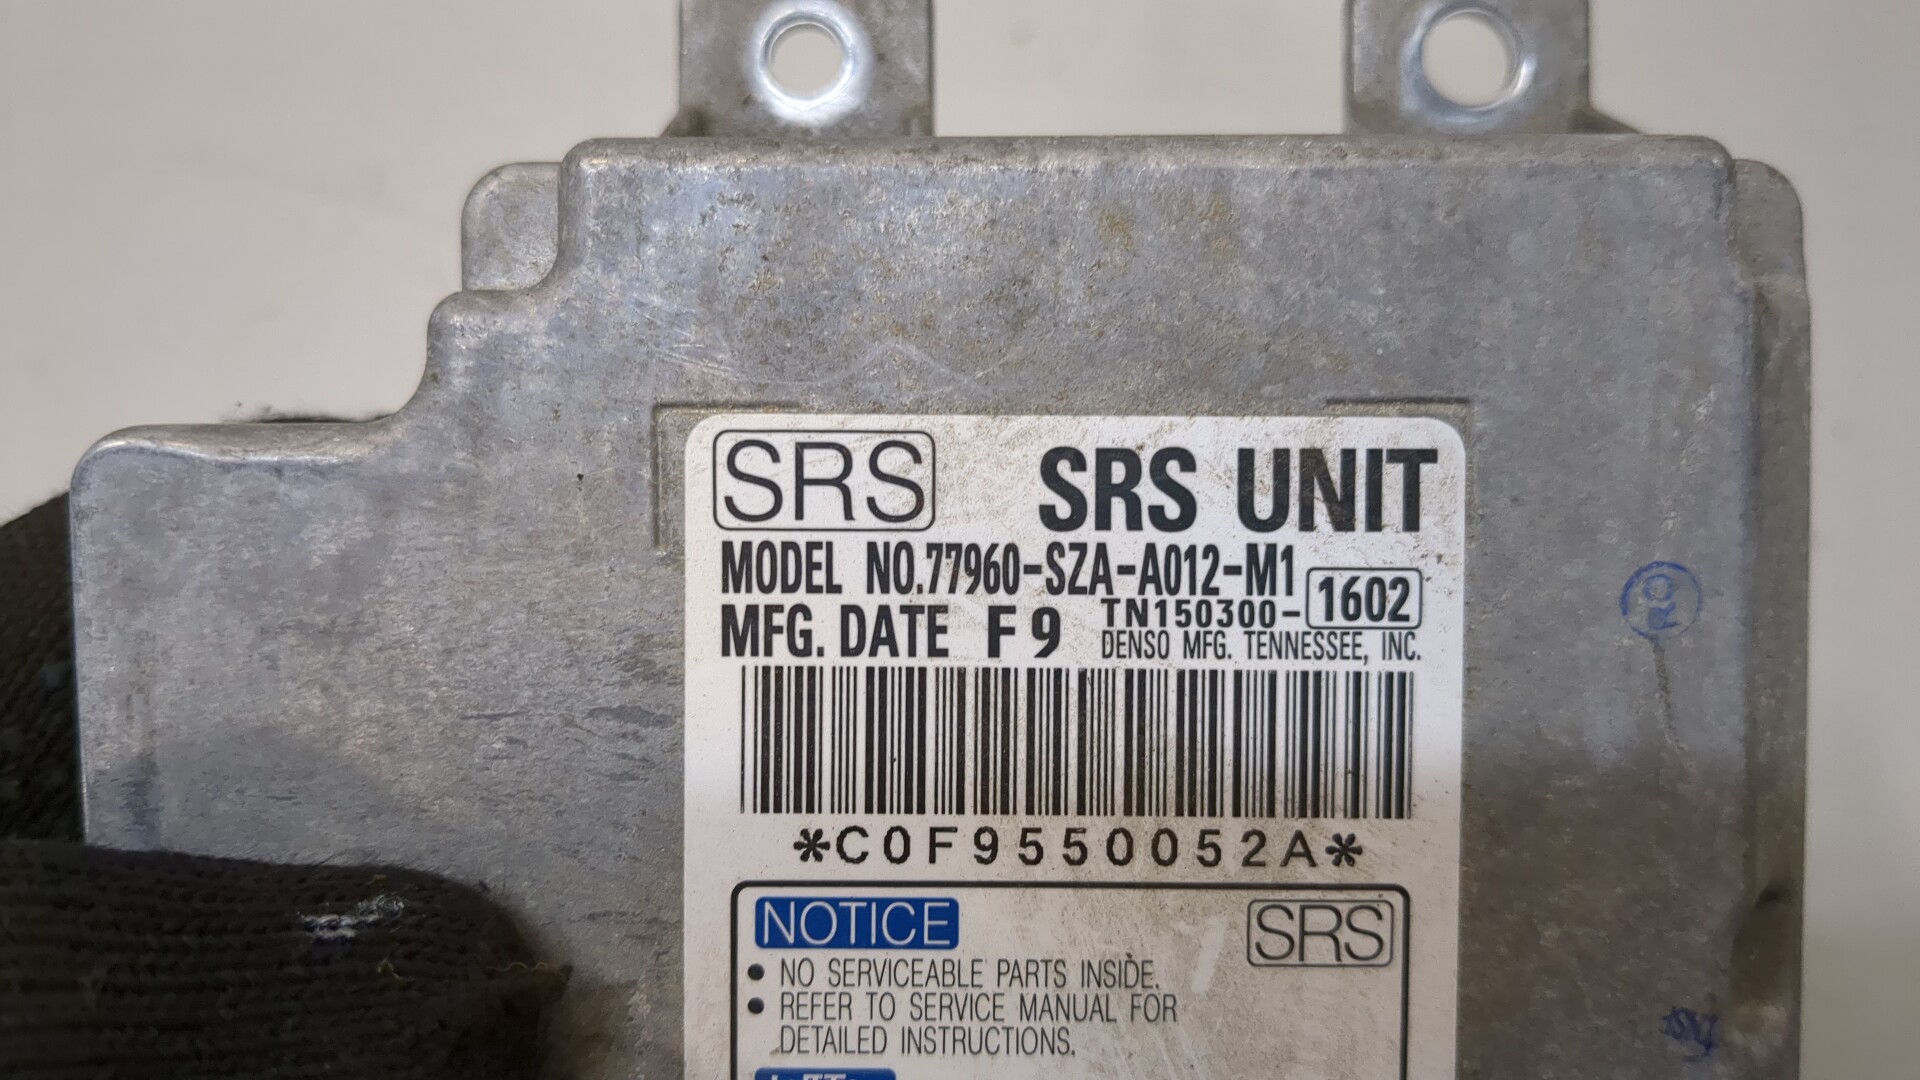 SRS SRS UNIT
MODEL NO.77960-SZA-A012-M1
MFG. DATE F 9 TN150300-1602
DENSO MFG. TENNESSEE, INC.
*C0F9550052A*
NOTICE SRS
• NO SERVICEABLE PARTS INSIDE.
• REFER TO SERVICE MANUAL FOR
DETAILED INSTRUCTIONS.